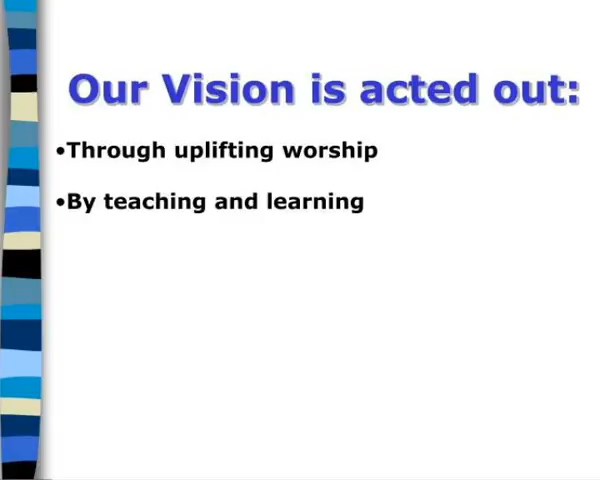 Our Vision is acted out:
•Through uplifting worship
•By teaching and learning